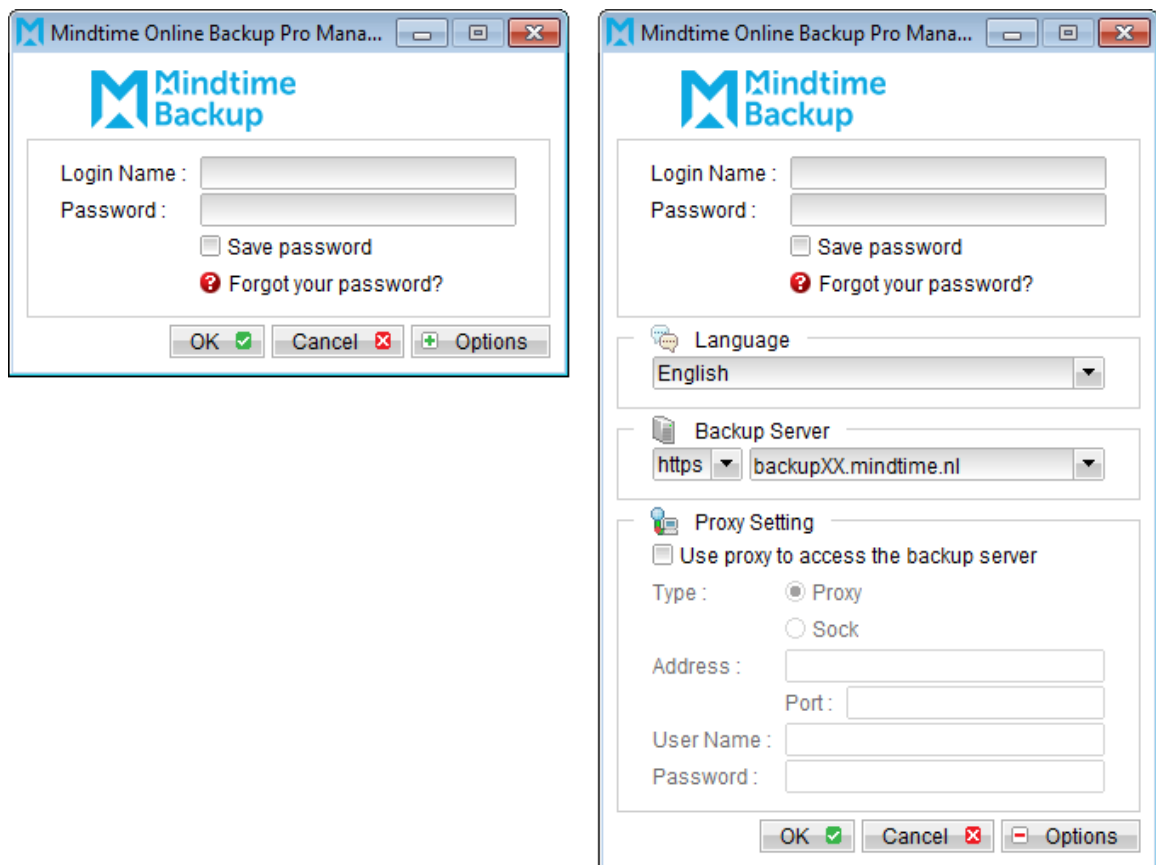 Mindtime Online Backup Pro Mana...
Mindtime
Backup
Login Name :
Password :
Save password
Forgot your password?
OK Cancel Options
Mindtime Online Backup Pro Mana...
Mindtime
Backup
Login Name :
Password :
Save password
Forgot your password?
Language
English
Backup Server
https backupXX.mindtime.nl
Proxy Setting
Use proxy to access the backup server
Type : Proxy
Sock
Address :
Port :
User Name :
Password :
OK Cancel Options